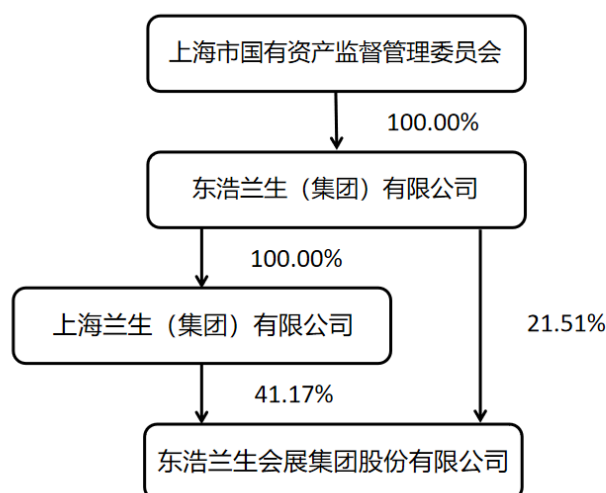 上海市国有资产监督管理委员会
100.00%
东浩兰生（集团）有限公司
100.00%
上海兰生（集团）有限公司
21.51%
41.17%
东浩兰生会展集团股份有限公司